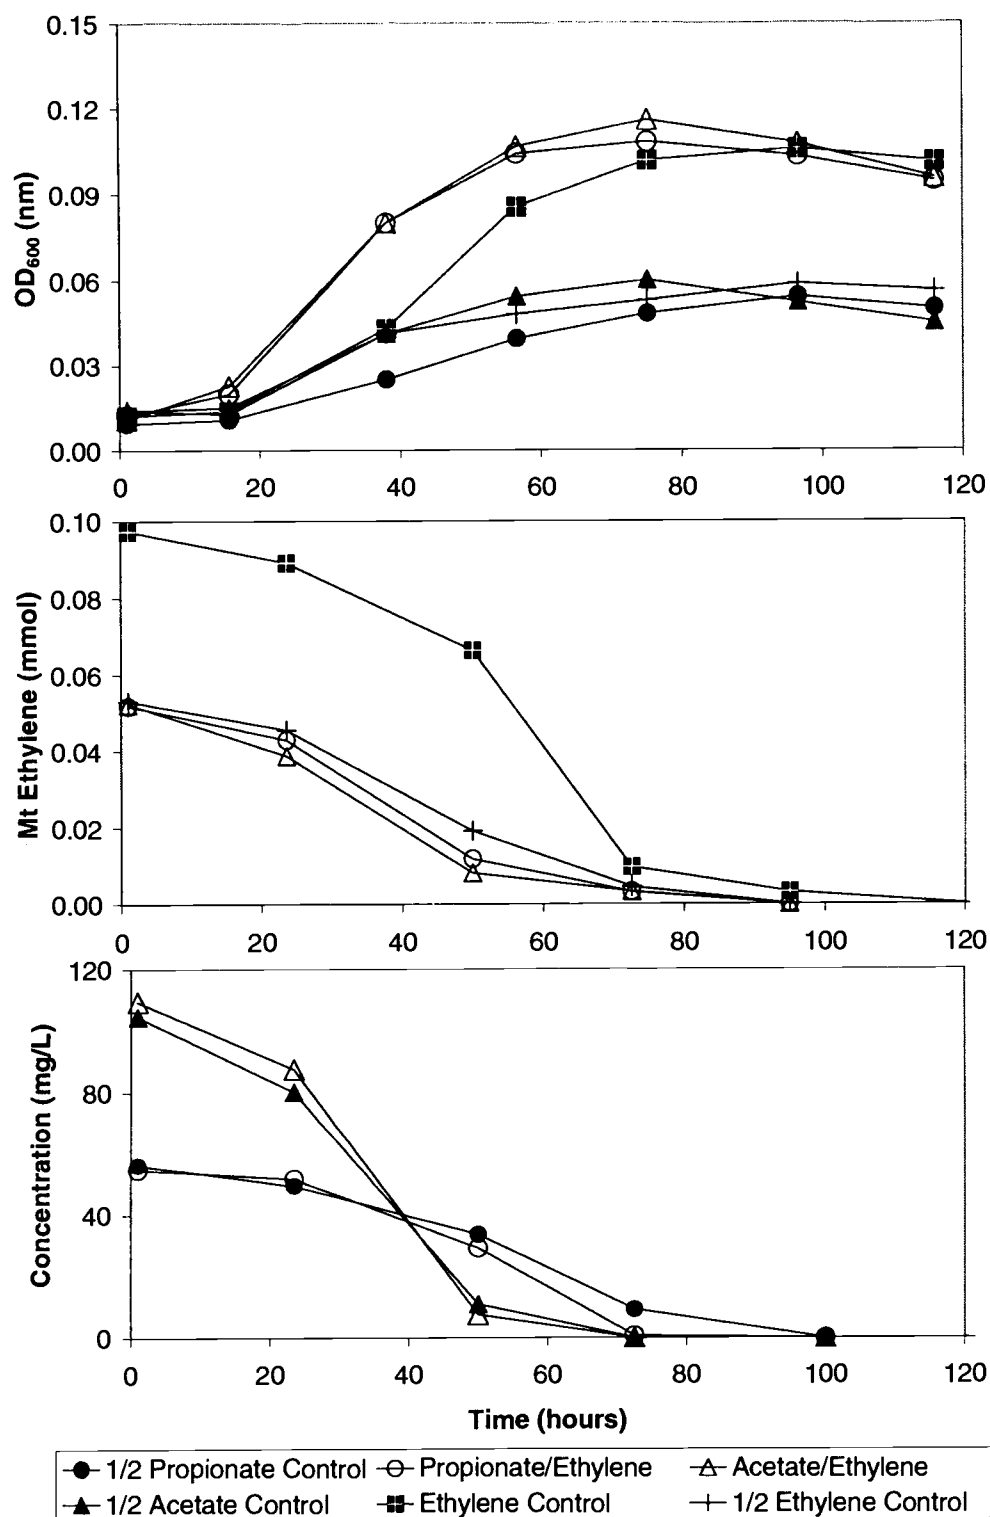 0.15
0.12
0.09
0.06
0.03
0.00
OD600 (nm)
0 20 40 60 80 100 120
0.10
0.08
0.06
0.04
0.02
0.00
Mt Ethylene (mmol)
0 20 40 60 80 100 120
120
80
40
0
Concentration (mg/L)
0 20 40 60 80 100 120
Time (hours)
1/2 Propionate Control Propionate/Ethylene Acetate/Ethylene
1/2 Acetate Control Ethylene Control 1/2 Ethylene Control